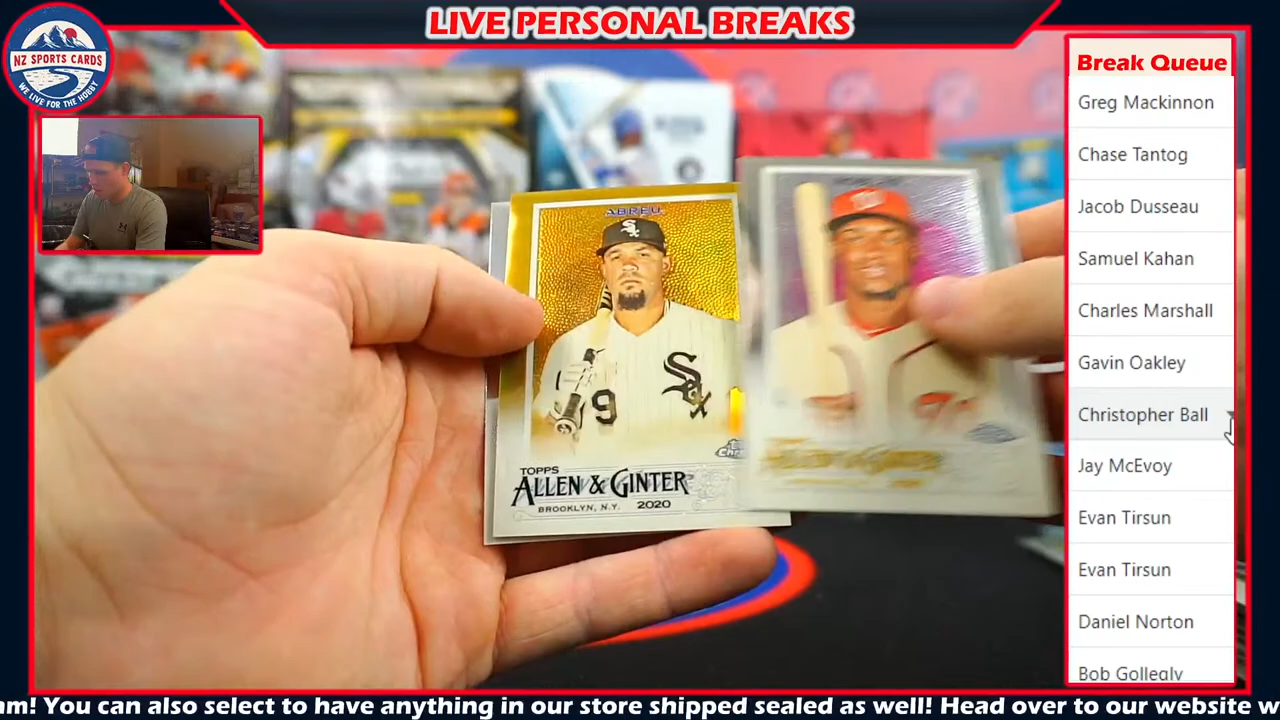 LIVE PERSONAL BREAKS
NZ SPORTS CARDS
WE LIVE FOR THE HOBBY
Break Queue
Greg Mackinnon
Chase Tantog
Jacob Dusseau
Samuel Kahan
Charles Marshall
Gavin Oakley
Christopher Ball
Jay McEvoy
Evan Tirsun
Evan Tirsun
Daniel Norton
Bob Gollegly
ABREU
Sox
9
TOPPS
ALLEN & GINTER
BROOKLYN, N.Y. 2020
am! You can also select to have anything in our store shipped sealed as well! Head over to our website w